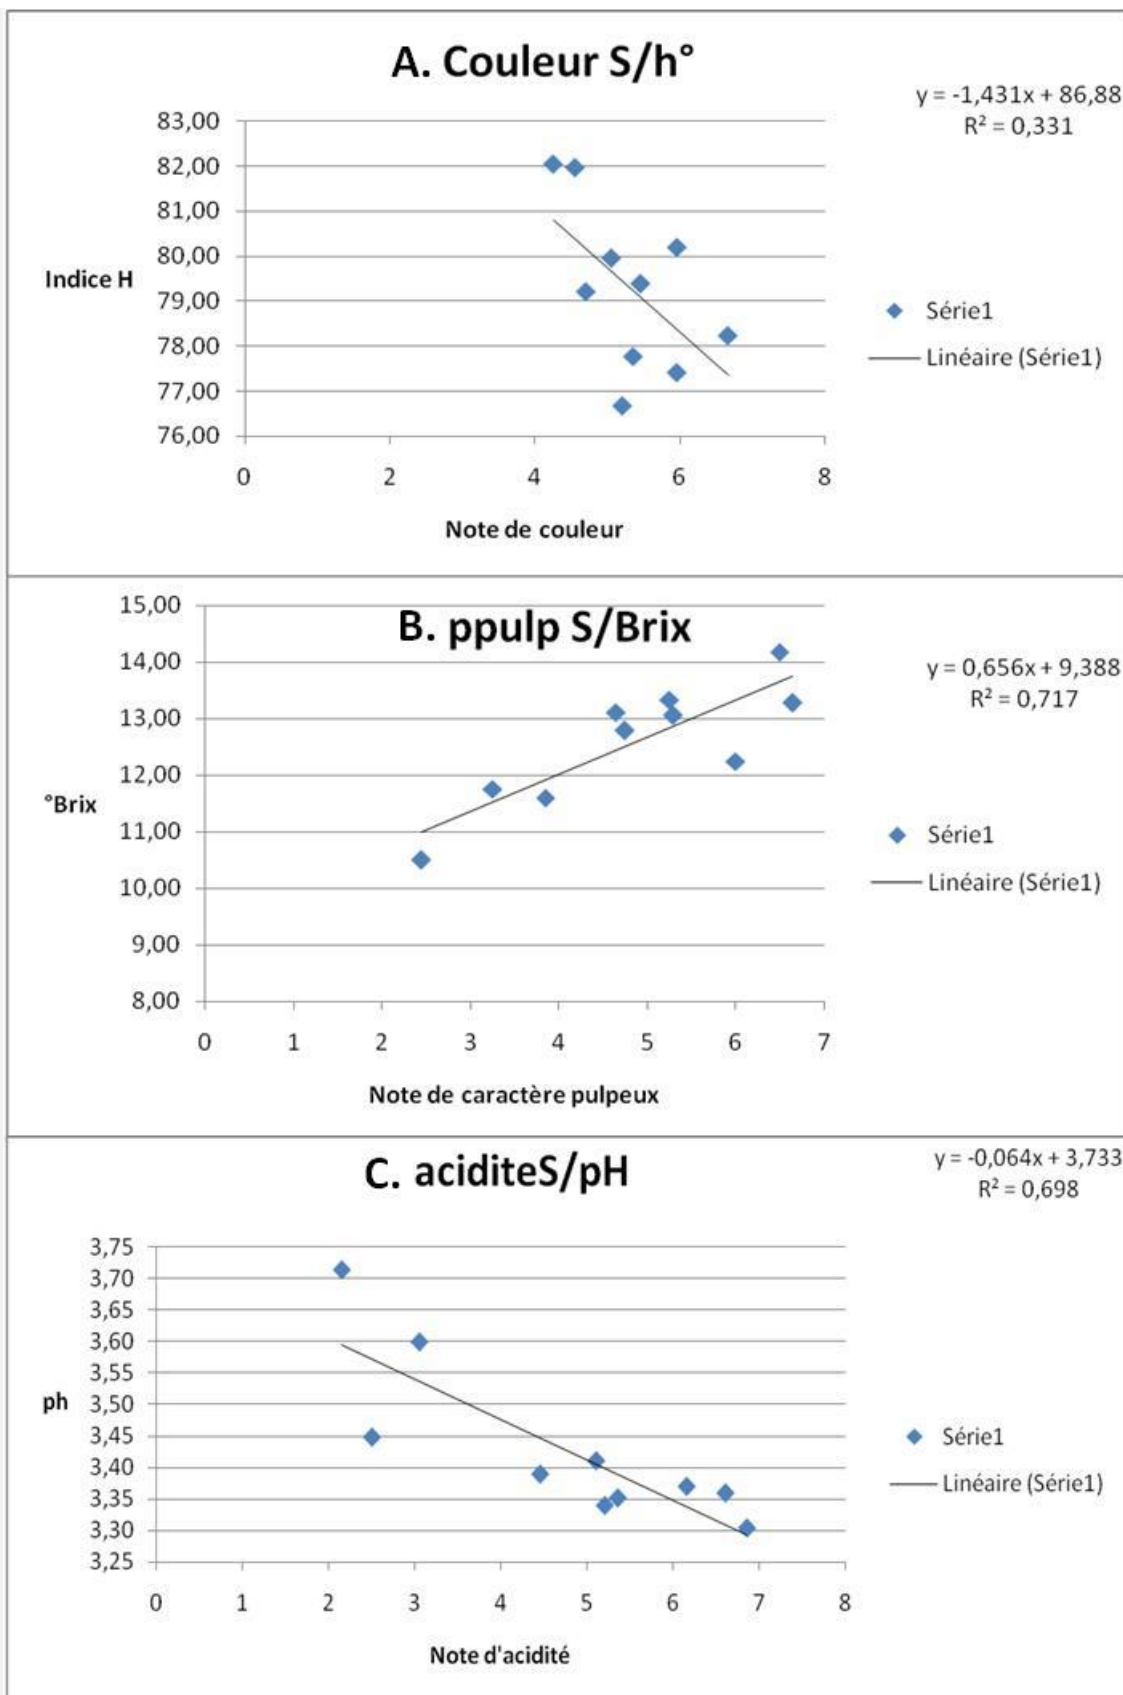 A. Couleur S/h°
y = -1,431x + 86,88
R² = 0,331
83,00
82,00
81,00
80,00
79,00
78,00
77,00
76,00
Indice H
0 2 4 6 8
Note de couleur
Série1
Linéaire (Série1)
B. ppulp S/Brix
y = 0,656x + 9,388
R² = 0,717
15,00
14,00
13,00
12,00
11,00
10,00
9,00
8,00
°Brix
0 1 2 3 4 5 6 7
Note de caractère pulpeux
Série1
Linéaire (Série1)
C. aciditeS/pH
y = -0,064x + 3,733
R² = 0,698
3,75
3,70
3,65
3,60
3,55
3,50
3,45
3,40
3,35
3,30
3,25
ph
0 1 2 3 4 5 6 7 8
Note d'acidité
Série1
Linéaire (Série1)